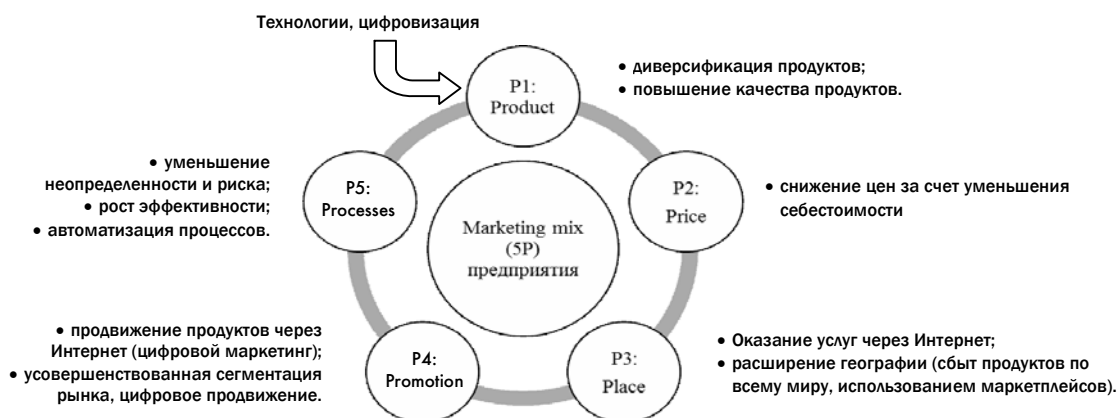 Технологии, цифровизация
P1:
Product
• диверсификация продуктов;
• повышение качества продуктов.
P2:
Price
• снижение цен за счет уменьшения
себестоимости
P3:
Place
• Оказание услуг через Интернет;
• расширение географии (сбыт продуктов по
всему миру, использованием маркетплейсов).
P4:
Promotion
• продвижение продуктов через
Интернет (цифровой маркетинг);
• усовершенствованная сегментация
рынка, цифровое продвижение.
P5:
Processes
• уменьшение
неопределенности и риска;
• рост эффективности;
• автоматизация процессов.
Marketing mix
(5P)
предприятия